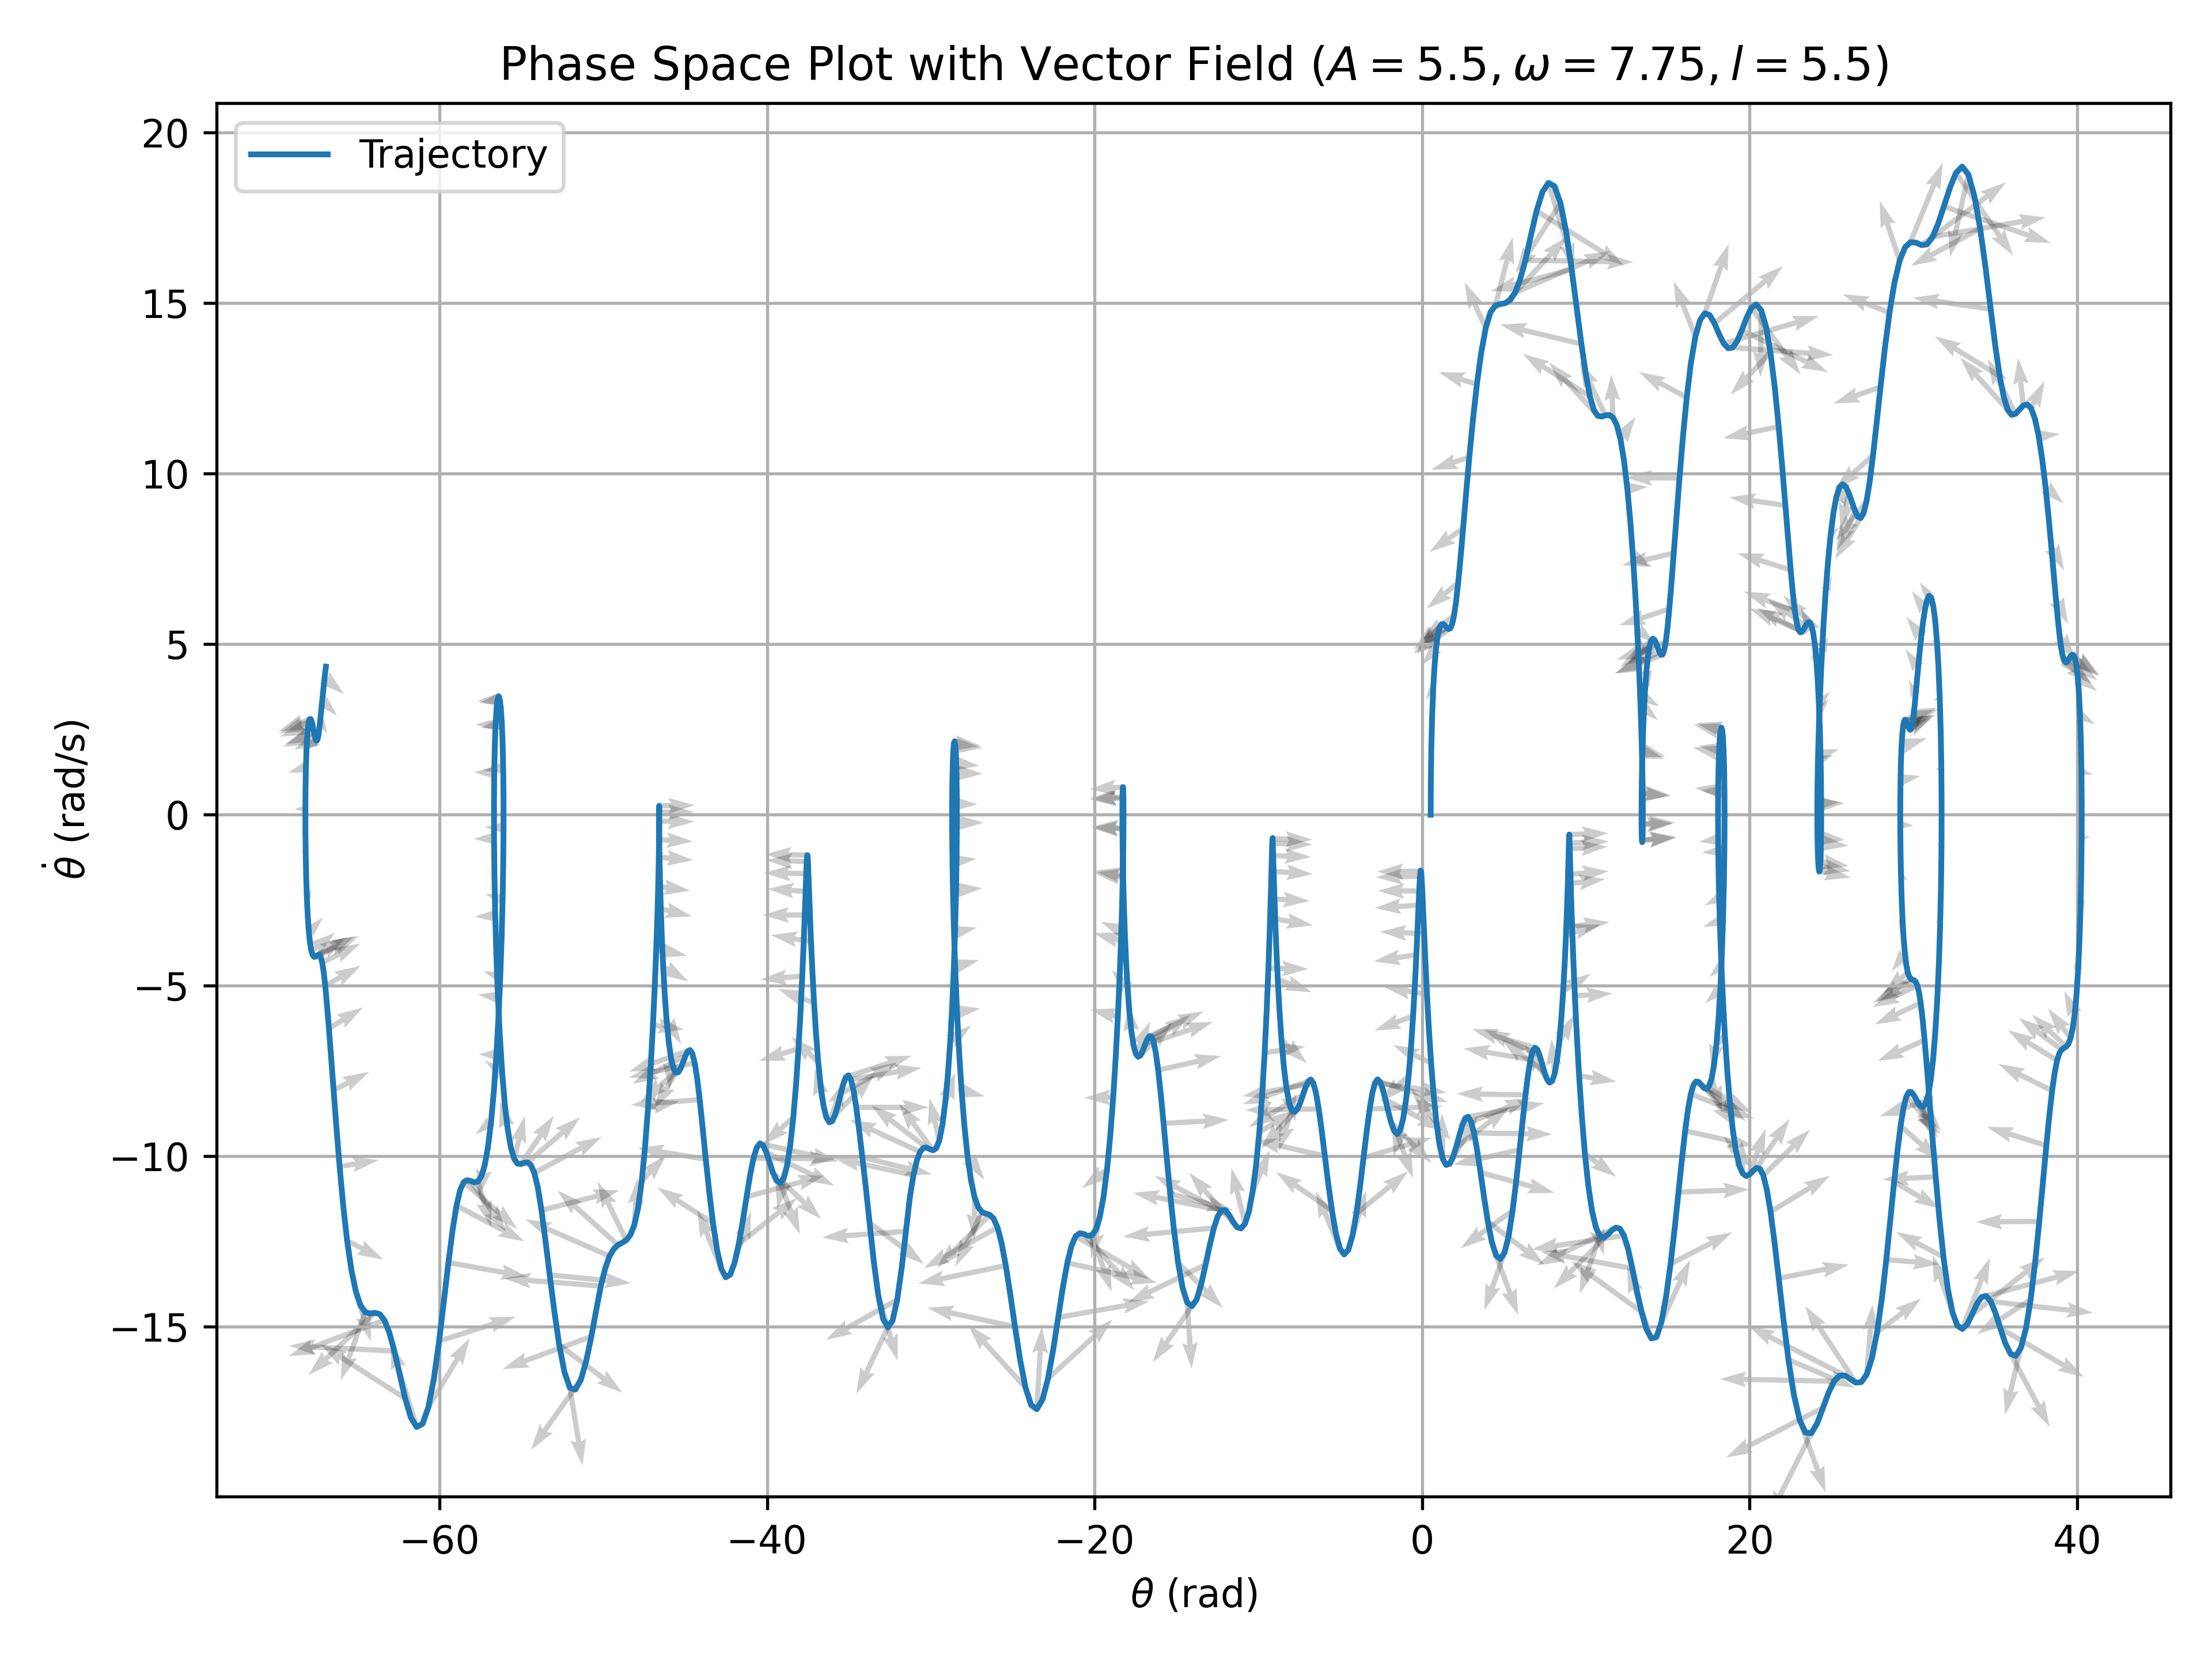 Phase Space Plot with Vector Field (A = 5.5, ω = 7.75, l = 5.5)
Trajectory
20
15
10
5
0
−5
−10
−15
θ̇ (rad/s)
−60 −40 −20 0 20 40
θ (rad)